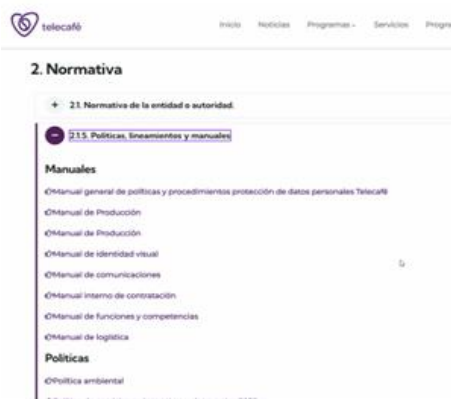 telecafé
Inicio Noticias Programas Servicios
2. Normativa
+ 2.1. Normativa de la entidad o autoridad.
- 2.1.5. Políticas, lineamientos y manuales
Manuales
Manual general de políticas y procedimientos protección de datos personales Telecafé
Manual de Producción
Manual de Producción
Manual de identidad visual
Manual de comunicaciones
Manual interno de contratación
Manual de funciones y competencias
Manual de logística
Políticas
Política ambiental